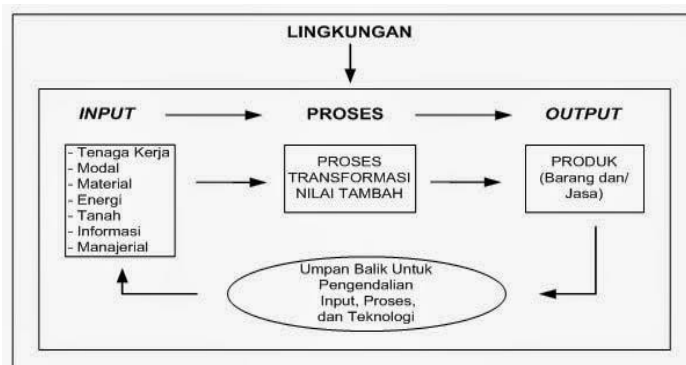 LINGKUNGAN
INPUT
PROSES
OUTPUT
- Tenaga Kerja
- Modal
- Material
- Energi
- Tanah
- Informasi
- Manajerial
PROSES
TRANSFORMASI
NILAI TAMBAH
PRODUK
(Barang dan/
Jasa)
Umpan Balik Untuk
Pengendalian
Input, Proses,
dan Teknologi